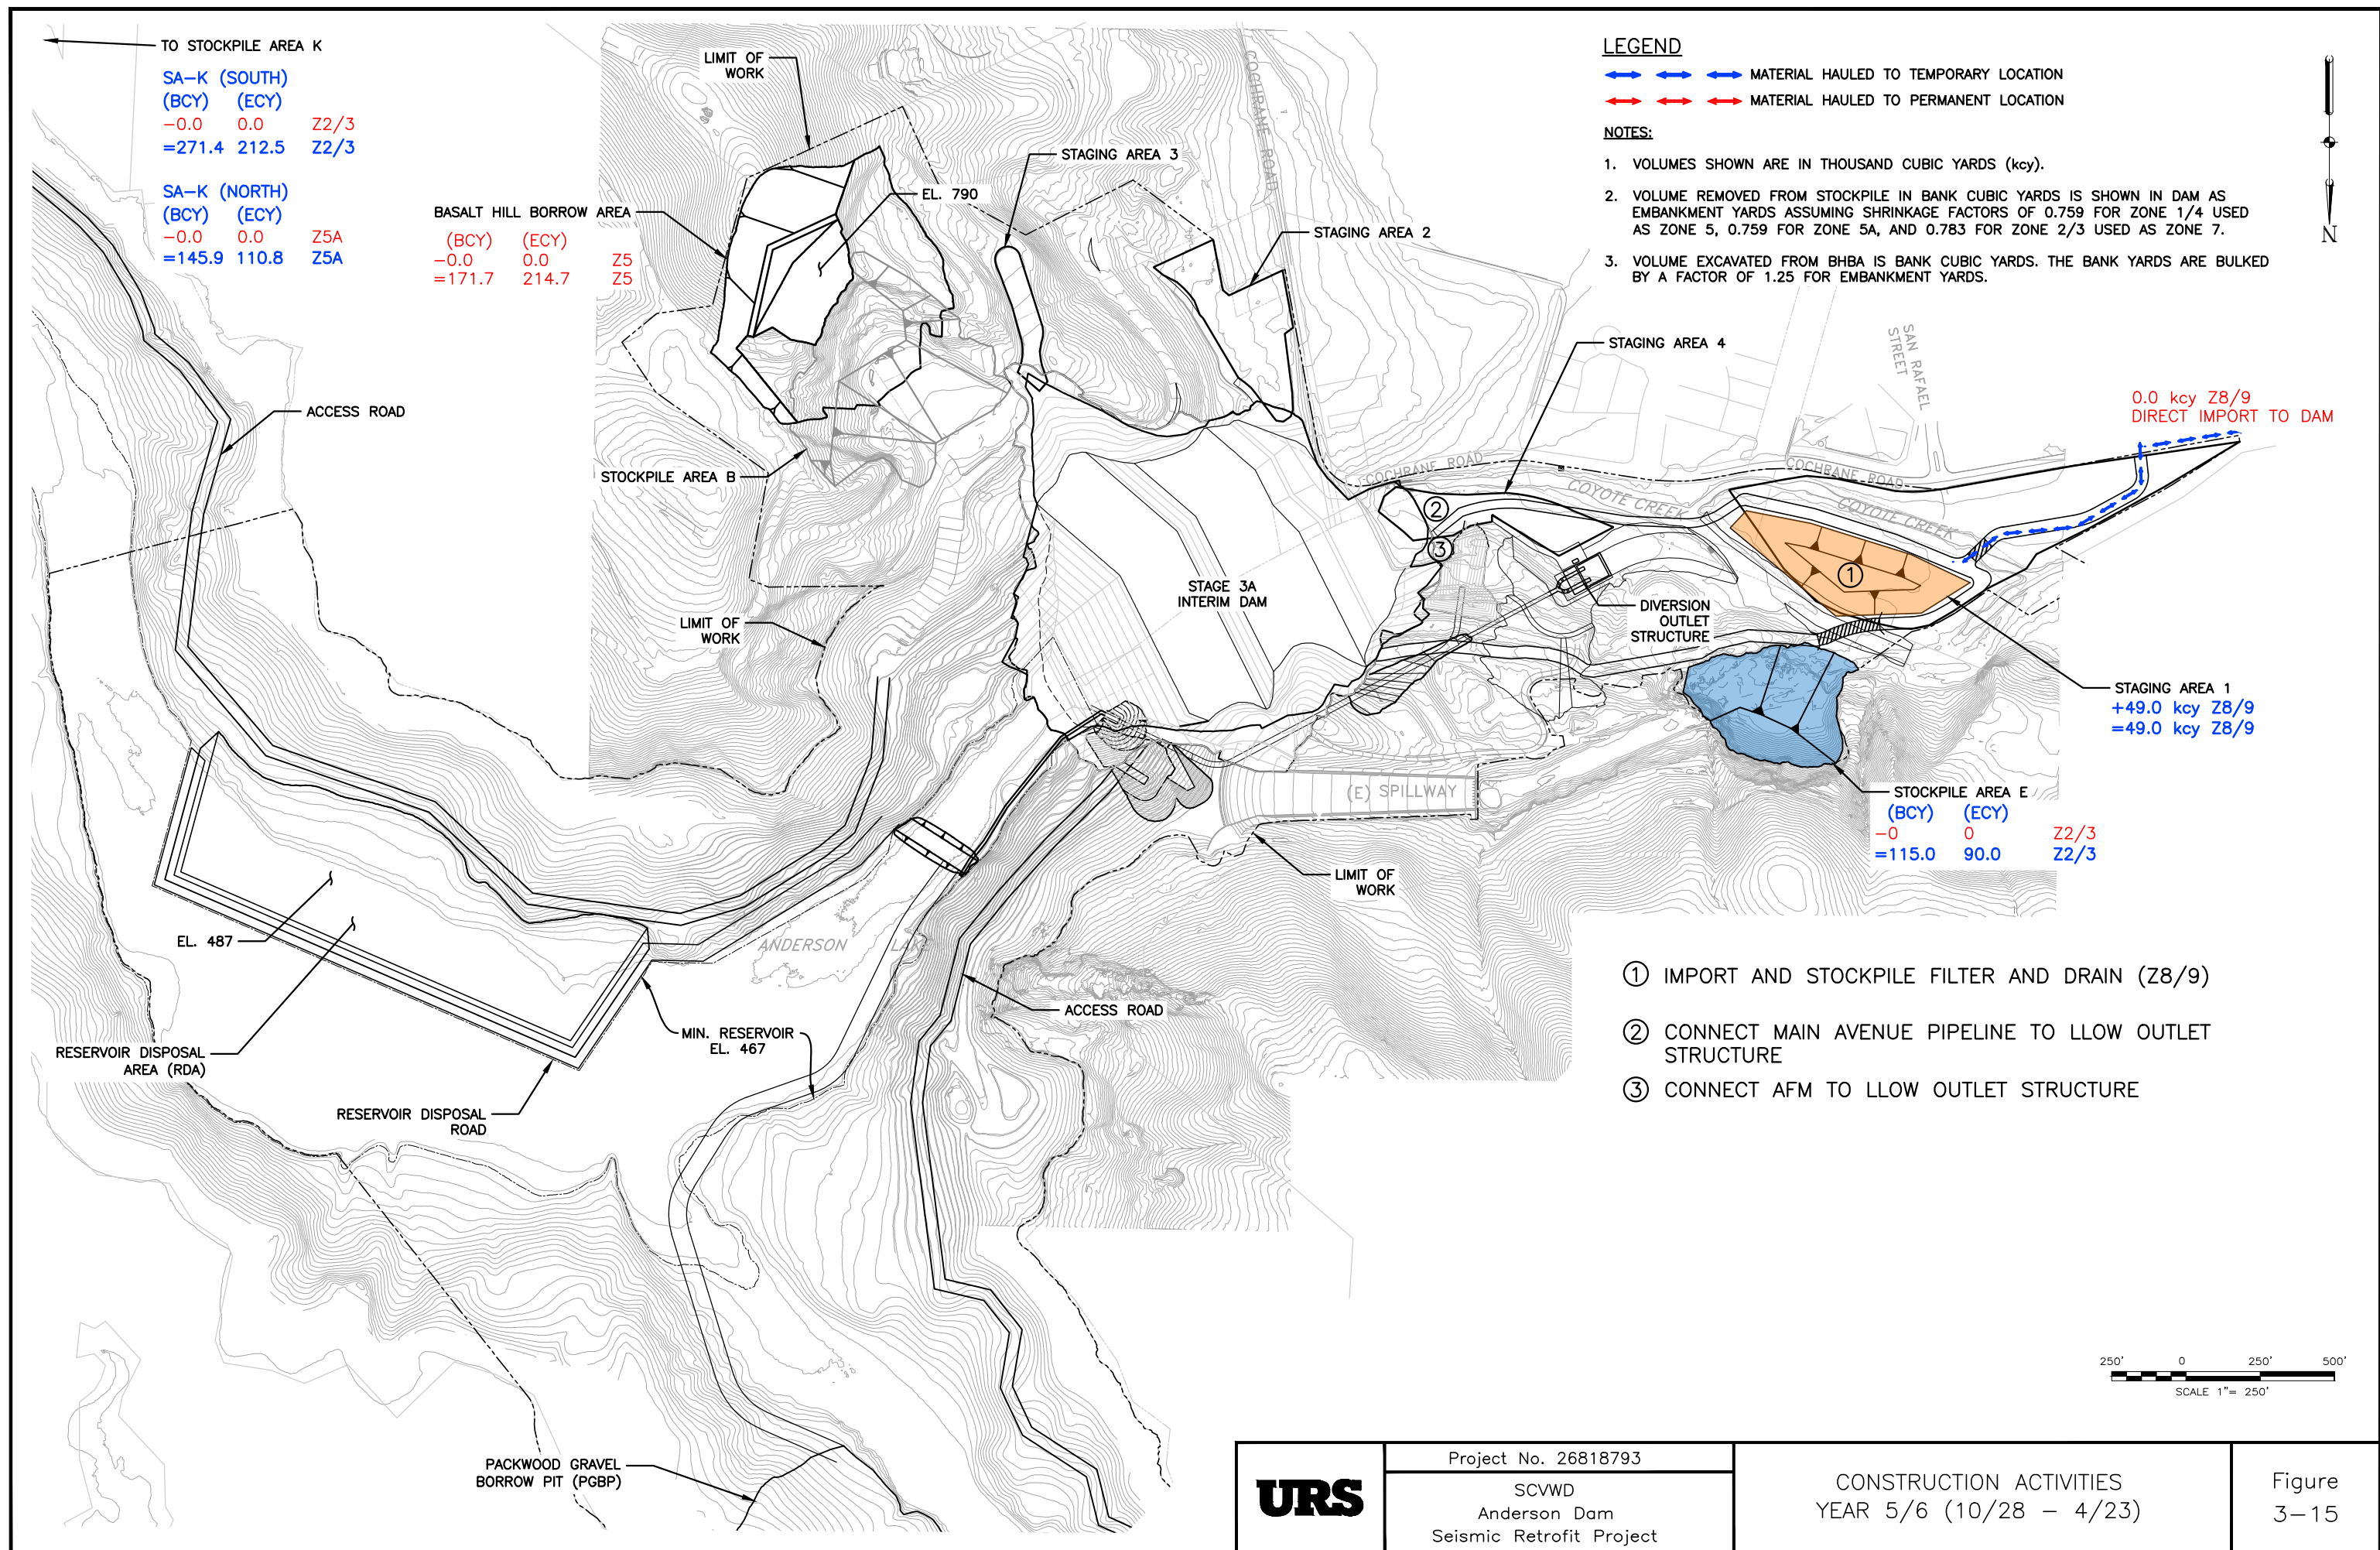 TO STOCKPILE AREA K
SA-K (SOUTH)
(BCY) (ECY)
-0.0 0.0 Z2/3
=271.4 212.5 Z2/3
SA-K (NORTH)
(BCY) (ECY)
-0.0 0.0 Z5A
=145.9 110.8 Z5A
BASALT HILL BORROW AREA
(BCY) (ECY)
-0.0 0.0 Z5
=171.7 214.7 Z5
LIMIT OF
WORK
STAGING AREA 3
EL. 790
COCHRANE ROAD
STAGING AREA 2
LEGEND
MATERIAL HAULED TO TEMPORARY LOCATION
MATERIAL HAULED TO PERMANENT LOCATION
NOTES:
1. VOLUMES SHOWN ARE IN THOUSAND CUBIC YARDS (kcy).
2. VOLUME REMOVED FROM STOCKPILE IN BANK CUBIC YARDS IS SHOWN IN DAM AS
EMBANKMENT YARDS ASSUMING SHRINKAGE FACTORS OF 0.759 FOR ZONE 1/4 USED
AS ZONE 5, 0.759 FOR ZONE 5A, AND 0.783 FOR ZONE 2/3 USED AS ZONE 7.
3. VOLUME EXCAVATED FROM BHBA IS BANK CUBIC YARDS. THE BANK YARDS ARE BULKED
BY A FACTOR OF 1.25 FOR EMBANKMENT YARDS.
N
STAGING AREA 4
SAN RAFAEL
STREET
0.0 kcy Z8/9
DIRECT IMPORT TO DAM
ACCESS ROAD
STOCKPILE AREA B
COCHRANE ROAD
COCHRANE ROAD
COYOTE CREEK
COYOTE CREEK
2
3
1
STAGE 3A
INTERIM DAM
DIVERSION
OUTLET
STRUCTURE
LIMIT OF
WORK
STAGING AREA 1
+49.0 kcy Z8/9
=49.0 kcy Z8/9
(E) SPILLWAY
STOCKPILE AREA E
(BCY) (ECY)
-0 0 Z2/3
=115.0 90.0 Z2/3
LIMIT OF
WORK
EL. 487
ANDERSON LAKE
ACCESS ROAD
MIN. RESERVOIR
EL. 467
RESERVOIR DISPOSAL
AREA (RDA)
RESERVOIR DISPOSAL
ROAD
1 IMPORT AND STOCKPILE FILTER AND DRAIN (Z8/9)
2 CONNECT MAIN AVENUE PIPELINE TO LLOW OUTLET
STRUCTURE
3 CONNECT AFM TO LLOW OUTLET STRUCTURE
250' 0 250' 500'
SCALE 1"= 250'
PACKWOOD GRAVEL
BORROW PIT (PGBP)
URS
Project No. 26818793
SCVWD
Anderson Dam
Seismic Retrofit Project
CONSTRUCTION ACTIVITIES
YEAR 5/6 (10/28 - 4/23)
Figure
3-15